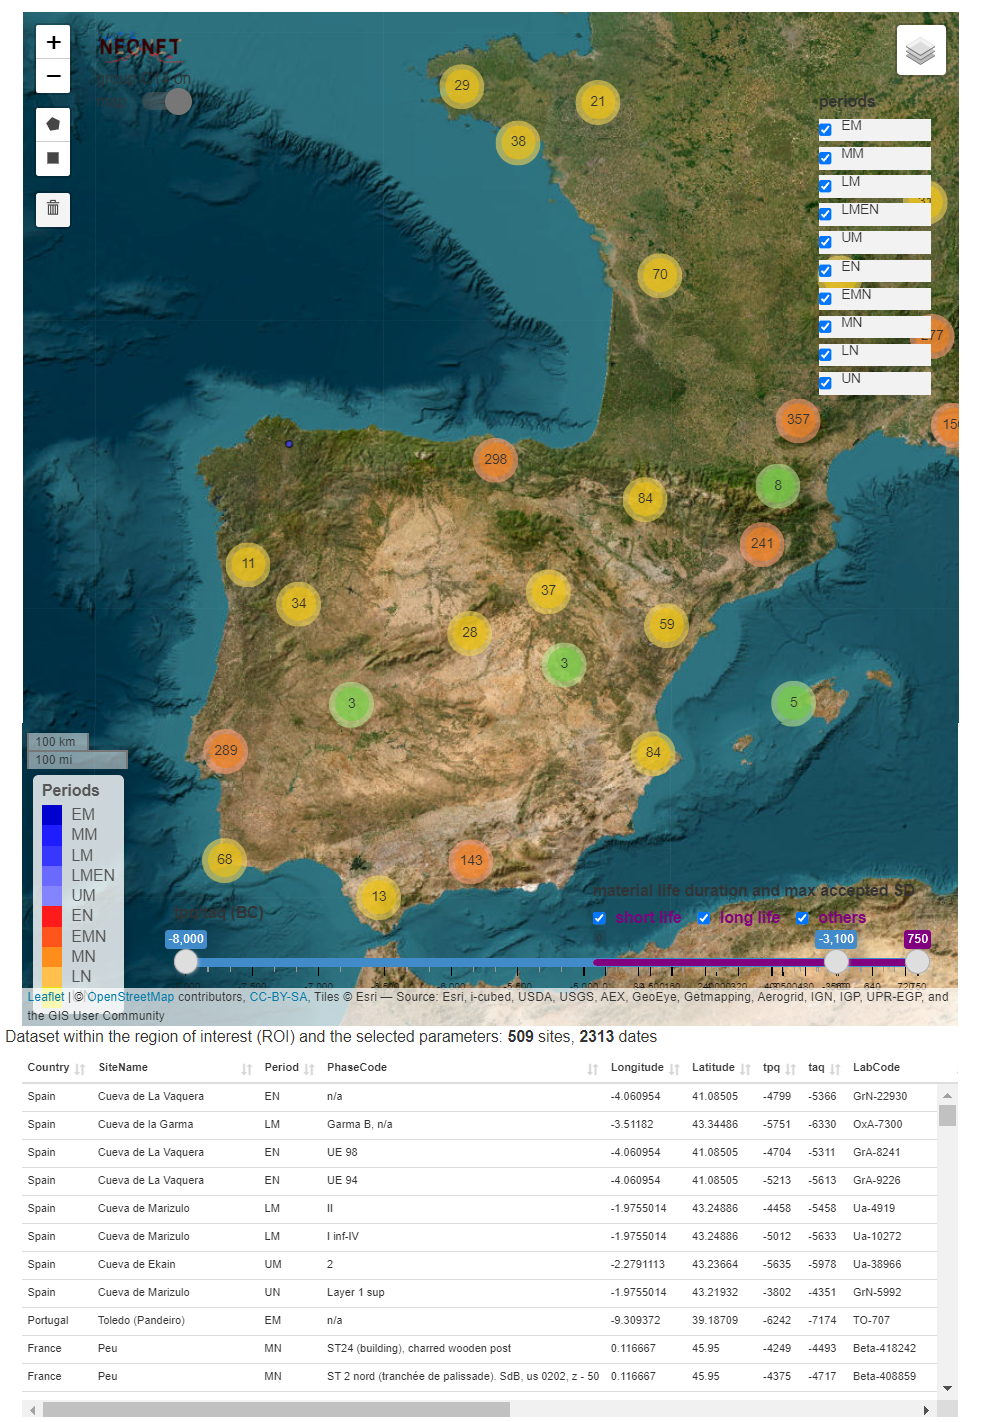 +
NEONET
−
29
21
38
periods
EM
MM
LM
LMEN
UM
EN
EMN
MN
LN
UN
70
277
357
298
8
84
241
11
34
37
28
59
3
3
5
289
84
100 km
100 mi
Periods
EM
MM
LM
LMEN
UM
EN
EMN
MN
LN
68
143
13
material life duration and max accepted SD
tpq/taq (BC)
short life
long life
others
-8,000
-3,100
750
Leaflet | © OpenStreetMap contributors, CC-BY-SA, Tiles © Esri — Source: Esri, i-cubed, USDA, USGS, AEX, GeoEye, Getmapping, Aerogrid, IGN, IGP, UPR-EGP, and
the GIS User Community
Dataset within the region of interest (ROI) and the selected parameters: 509 sites, 2313 dates
Country SiteName Period PhaseCode Longitude Latitude tpq taq LabCode
Spain Cueva de La Vaquera EN n/a -4.060954 41.08505 -4799 -5366 GrN-22930
Spain Cueva de la Garma LM Garma B, n/a -3.51182 43.34486 -5751 -6330 OxA-7300
Spain Cueva de La Vaquera EN UE 98 -4.060954 41.08505 -4704 -5311 GrA-8241
Spain Cueva de La Vaquera EN UE 94 -4.060954 41.08505 -5213 -5613 GrA-9226
Spain Cueva de Marizulo LM II -1.9755014 43.24886 -4458 -5458 Ua-4919
Spain Cueva de Marizulo LM I inf-IV -1.9755014 43.24886 -5012 -5633 Ua-10272
Spain Cueva de Ekain UM 2 -2.2791113 43.23664 -5635 -5978 Ua-38966
Spain Cueva de Marizulo UN Layer 1 sup -1.9755014 43.21932 -3802 -4351 GrN-5992
Portugal Toledo (Pandeiro) EM n/a -9.309372 39.18709 -6242 -7174 TO-707
France Peu MN ST24 (building), charred wooden post 0.116667 45.95 -4249 -4493 Beta-418242
France Peu MN ST 2 nord (tranchée de palissade). SdB, us 0202, z - 50 0.116667 45.95 -4375 -4717 Beta-408859